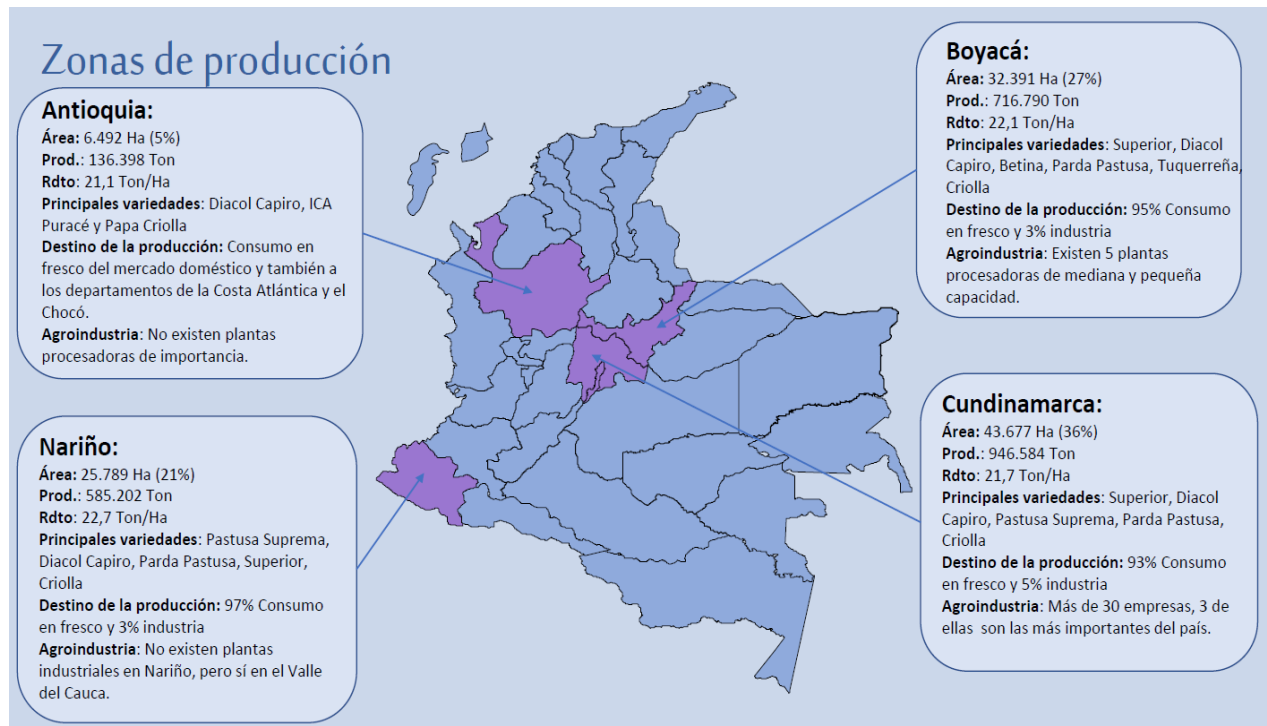 Zonas de producción
Antioquia:
Área: 6.492 Ha (5%)
Prod.: 136.398 Ton
Rdto: 21,1 Ton/Ha
Principales variedades: Diacol Capiro, ICA
Puracé y Papa Criolla
Destino de la producción: Consumo en
fresco del mercado doméstico y también a
los departamentos de la Costa Atlántica y el
Chocó.
Agroindustria: No existen plantas
procesadoras de importancia.
Nariño:
Área: 25.789 Ha (21%)
Prod.: 585.202 Ton
Rdto: 22,7 Ton/Ha
Principales variedades: Pastusa Suprema,
Diacol Capiro, Parda Pastusa, Superior,
Criolla
Destino de la producción: 97% Consumo
en fresco y 3% industria
Agroindustria: No existen plantas
industriales en Nariño, pero sí en el Valle
del Cauca.
Boyacá:
Área: 32.391 Ha (27%)
Prod.: 716.790 Ton
Rdto: 22,1 Ton/Ha
Principales variedades: Superior, Diacol
Capiro, Betina, Parda Pastusa, Tuquerreña,
Criolla
Destino de la producción: 95% Consumo
en fresco y 3% industria
Agroindustria: Existen 5 plantas
procesadoras de mediana y pequeña
capacidad.
Cundinamarca:
Área: 43.677 Ha (36%)
Prod.: 946.584 Ton
Rdto: 21,7 Ton/Ha
Principales variedades: Superior, Diacol
Capiro, Pastusa Suprema, Parda Pastusa,
Criolla
Destino de la producción: 93% Consumo
en fresco y 5% industria
Agroindustria: Más de 30 empresas, 3 de
ellas son las más importantes del país.